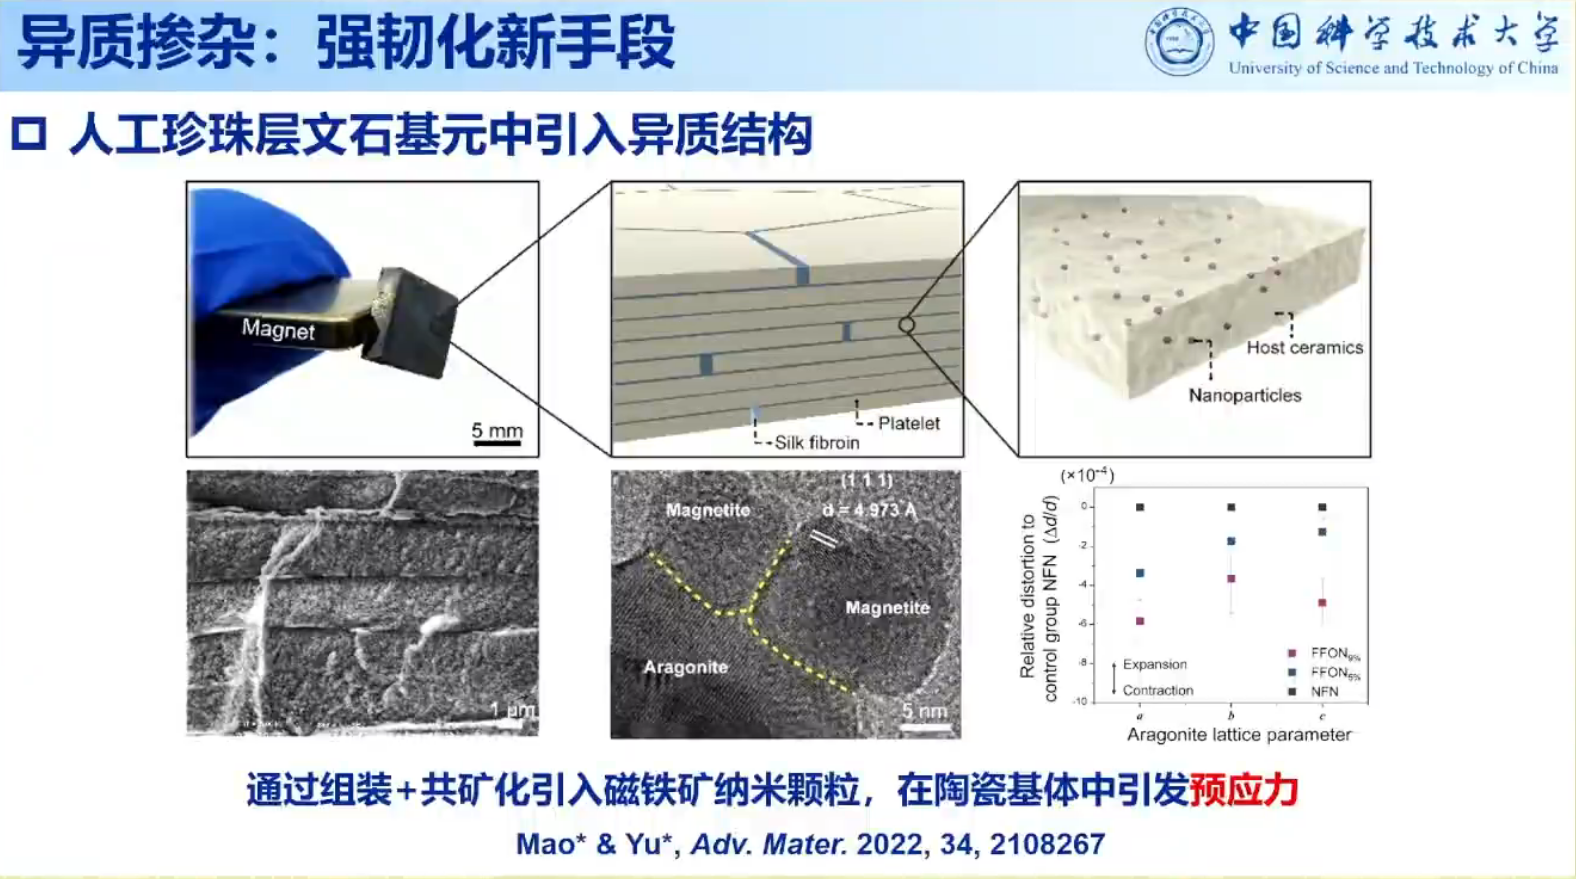 异质掺杂：强韧化新手段
中国科学技术大学
University of Science and Technology of China
人工珍珠层文石基元中引入异质结构
Magnet
5 mm
Platelet
Silk fibroin
Host ceramics
Nanoparticles
1 μm
(1 1 1)
Magnetite
d = 4.973 Å
Magnetite
Aragonite
5 nm
(×10⁻⁴)
Relative distortion to
control group NFN (Δd/d)
0
-2
-4
-6
-8
-10
Expansion
Contraction
FFON9%
FFON5%
NFN
a b c
Aragonite lattice parameter
通过组装+共矿化引入磁铁矿纳米颗粒，在陶瓷基体中引发预应力
Mao* & Yu*, Adv. Mater. 2022, 34, 2108267